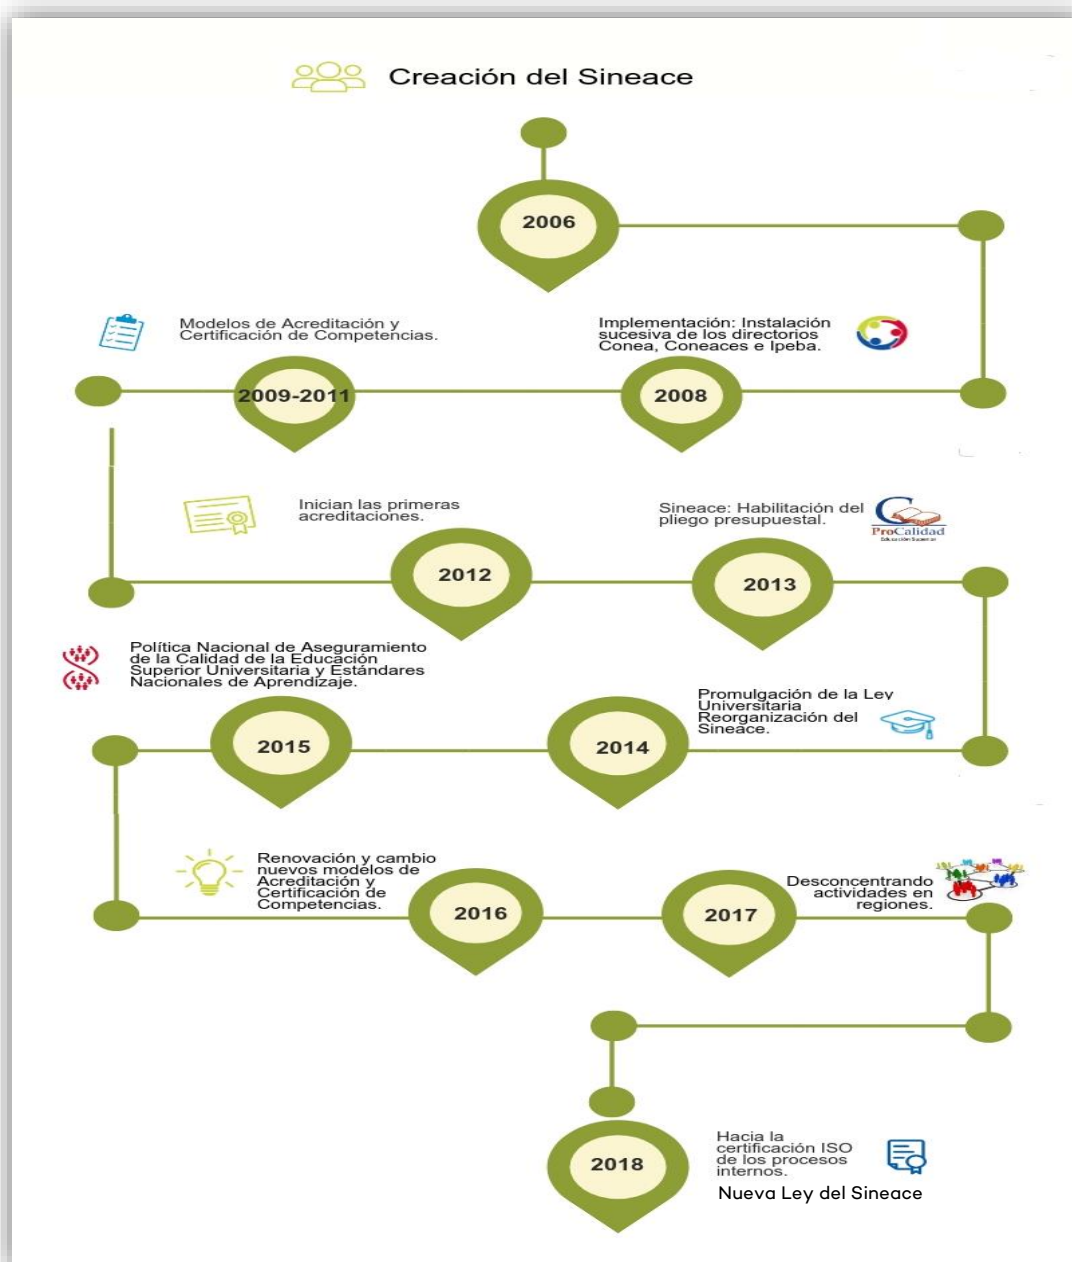 Creación del Sineace
2006
Modelos de Acreditación y
Certificación de Competencias.
Implementación: Instalación
sucesiva de los directorios
Conea, Coneaces e Ipeba.
2009-2011
2008
Inician las primeras
acreditaciones.
Sineace: Habilitación del
pliego presupuestal.
ProCalidad
Educación Superior
2012
2013
Política Nacional de Aseguramiento
de la Calidad de la Educación
Superior Universitaria y Estándares
Nacionales de Aprendizaje.
Promulgación de la Ley
Universitaria
Reorganización del
Sineace.
2015
2014
Renovación y cambio
nuevos modelos de
Acreditación y
Certificación de
Competencias.
Desconcentrando
actividades en
regiones.
2016
2017
2018
Hacia la
certificación ISO
de los procesos
internos.
Nueva Ley del Sineace